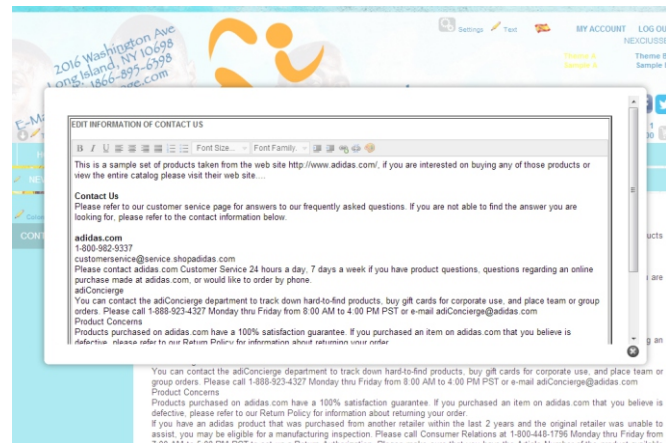 2016 Washington Ave
Long Island, NY 10698
1866-895-6398
Settings Text MY ACCOUNT LOG OU
NEXCIUSSE
Theme A Theme B
Sample A Sample
EDIT INFORMATION OF CONTACT US
B I U Font Size... Font Family.
This is a sample set of products taken from the web site http://www.adidas.com/, if you are interested on buying any of those products or
view the entire catalog please visit their web site....
Contact Us
Please refer to our customer service page for answers to our frequently asked questions. If you are not able to find the answer you are
looking for, please refer to the contact information below.
adidas.com
1-800-982-9337
customerservice@service.shopadidas.com
Please contact adidas.com Customer Service 24 hours a day, 7 days a week if you have product questions, questions regarding an online
purchase made at adidas.com, or would like to order by phone.
adiConcierge
You can contact the adiConcierge department to track down hard-to-find products, buy gift cards for corporate use, and place team or group
orders. Please call 1-888-923-4327 Monday thru Friday from 8:00 AM to 4:00 PM PST or e-mail adiConcierge@adidas.com
Product Concerns
Products purchased on adidas.com have a 100% satisfaction guarantee. If you purchased an item on adidas.com that you believe is
defective, please refer to our Return Policy for information about returning your order.
You can contact the adiConcierge department to track down hard-to-find products, buy gift cards for corporate use, and place team or
group orders. Please call 1-888-923-4327 Monday thru Friday from 8:00 AM to 4:00 PM PST or e-mail adiConcierge@adidas.com
Product Concerns
Products purchased on adidas.com have a 100% satisfaction guarantee. If you purchased an item on adidas.com that you believe is
defective, please refer to our Return Policy for information about returning your order.
If you have an adidas product that was purchased from another retailer within the last 2 years and the original retailer was unable to
assist, you may be eligible for a manufacturing inspection. Please call Consumer Relations at 1-800-448-1796 Monday thru Friday from